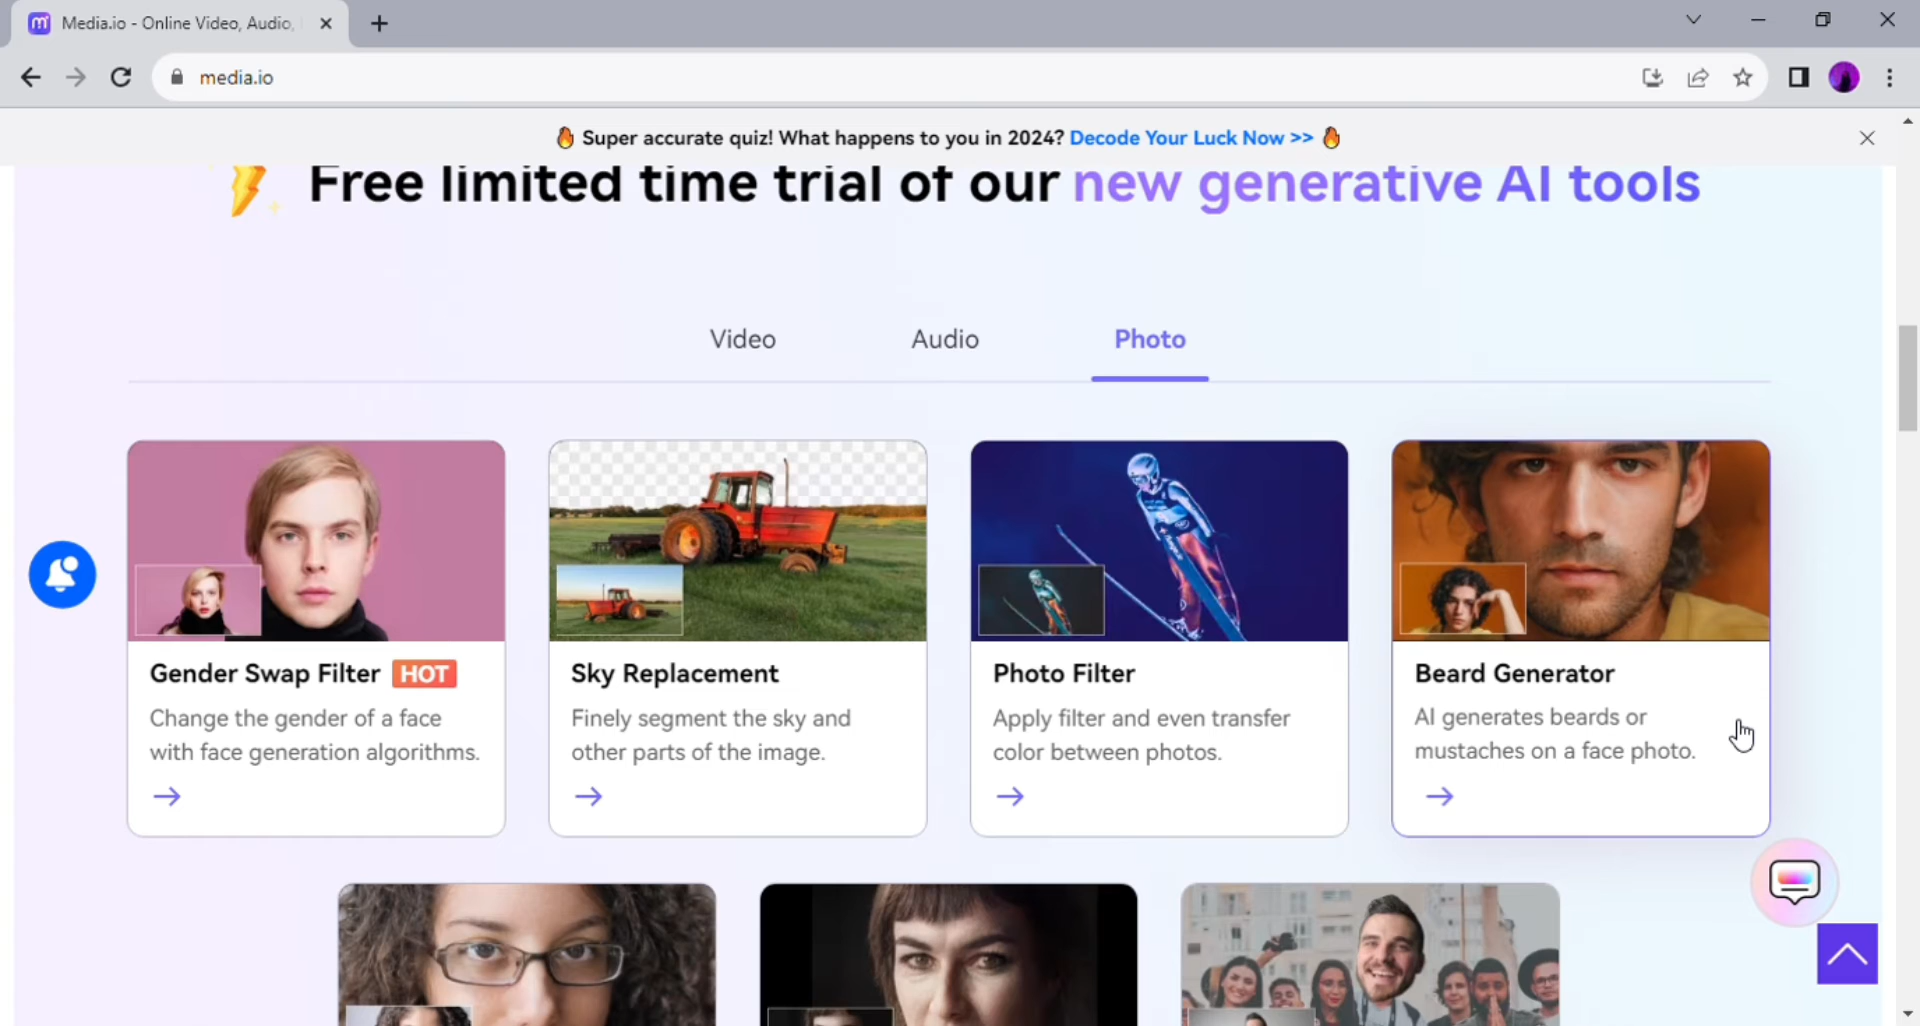 Media.io - Online Video, Audio,
media.io
🔥 Super accurate quiz! What happens to you in 2024? Decode Your Luck Now >> 🔥
Free limited time trial of our new generative AI tools
Video Audio Photo
Gender Swap Filter HOT
Change the gender of a face
with face generation algorithms.
Sky Replacement
Finely segment the sky and
other parts of the image.
Photo Filter
Apply filter and even transfer
color between photos.
Beard Generator
AI generates beards or
mustaches on a face photo.